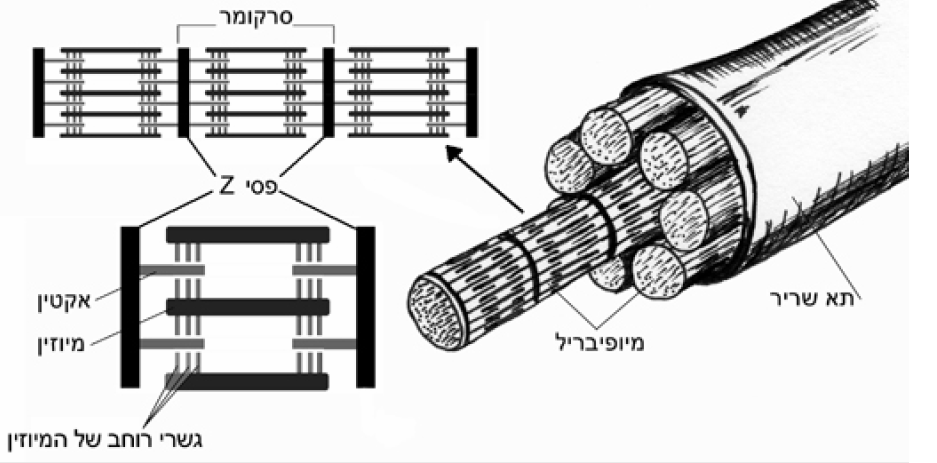 סרקומר
פסי Z
אקטין
מיוזין
גשרי רוחב של המיוזין
תא שריר
מיופיבריל